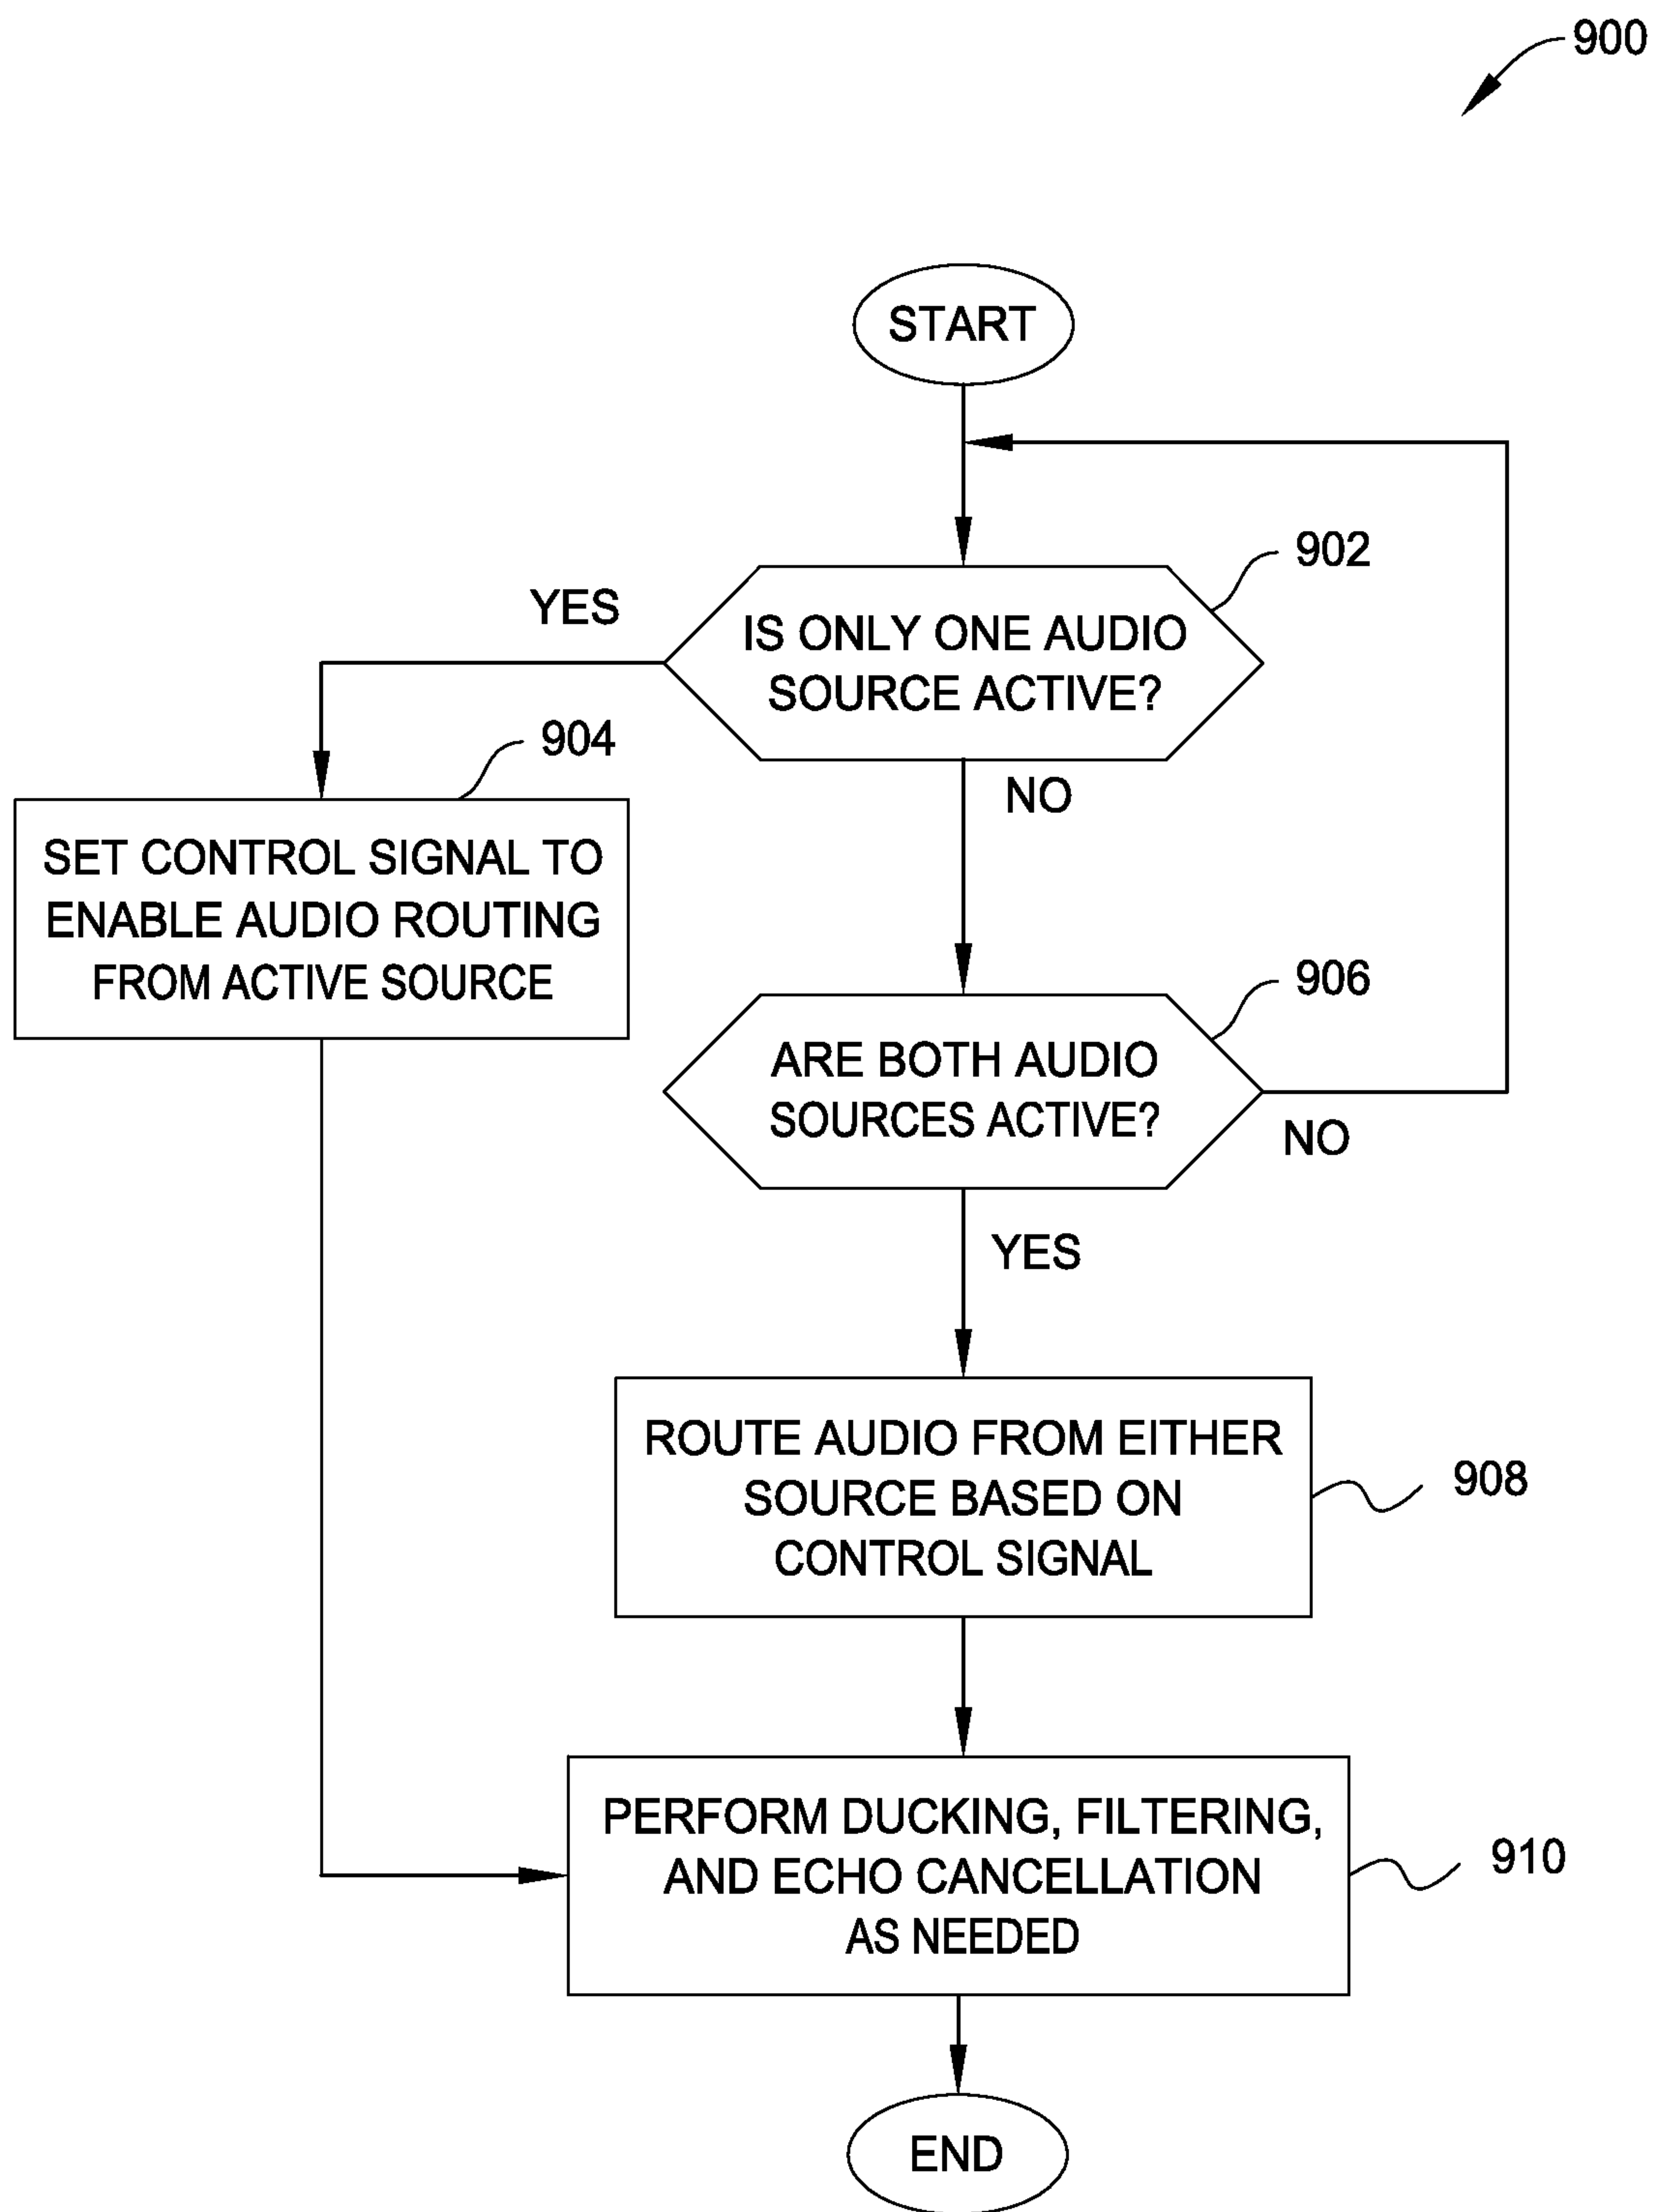 900
START
902
YES
IS ONLY ONE AUDIO
SOURCE ACTIVE?
904
NO
SET CONTROL SIGNAL TO
ENABLE AUDIO ROUTING
FROM ACTIVE SOURCE
906
ARE BOTH AUDIO
SOURCES ACTIVE?
NO
YES
ROUTE AUDIO FROM EITHER
SOURCE BASED ON
CONTROL SIGNAL
908
PERFORM DUCKING, FILTERING,
AND ECHO CANCELLATION
AS NEEDED
910
END